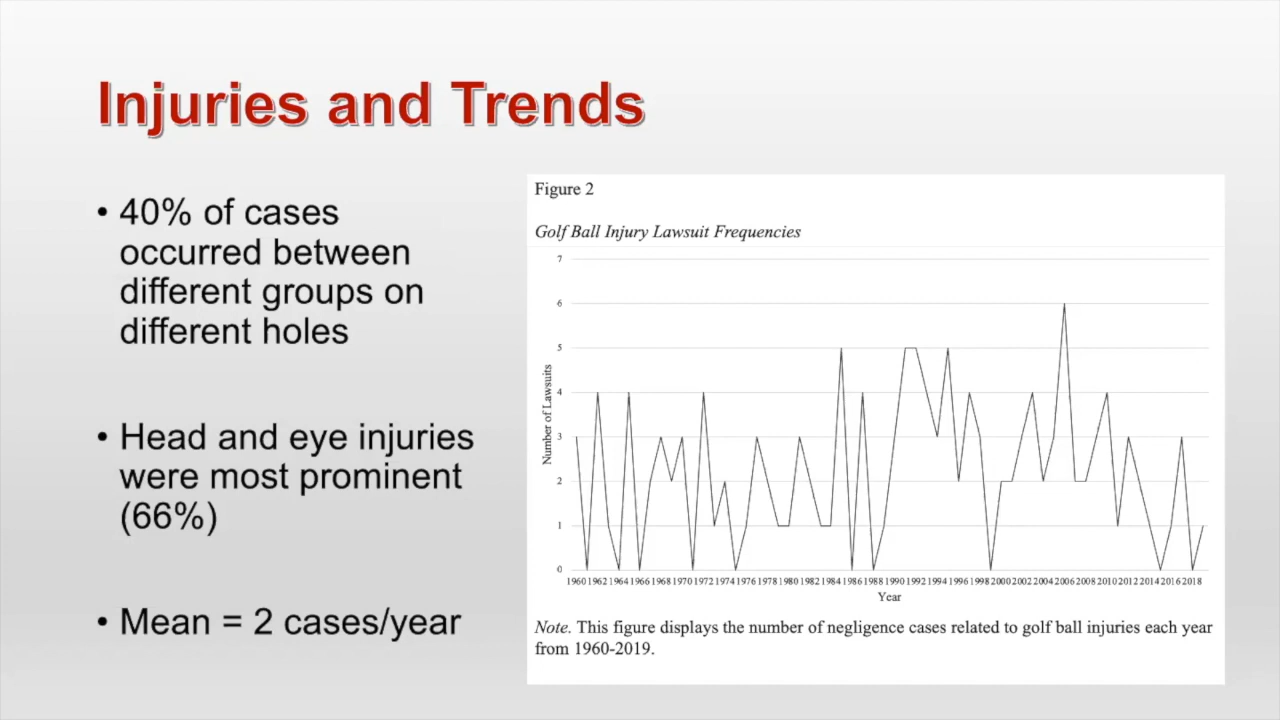 Injuries and Trends
• 40% of cases
occurred between
different groups on
different holes
• Head and eye injuries
were most prominent
(66%)
• Mean = 2 cases/year
Figure 2
Golf Ball Injury Lawsuit Frequencies
7
6
5
4
3
2
1
0
Number of Lawsuits
1960 1962 1964 1966 1968 1970 1972 1974 1976 1978 1980 1982 1984 1986 1988 1990 1992 1994 1996 1998 2000 2002 2004 2006 2008 2010 2012 2014 2016 2018
Year
Note. This figure displays the number of negligence cases related to golf ball injuries each year
from 1960-2019.